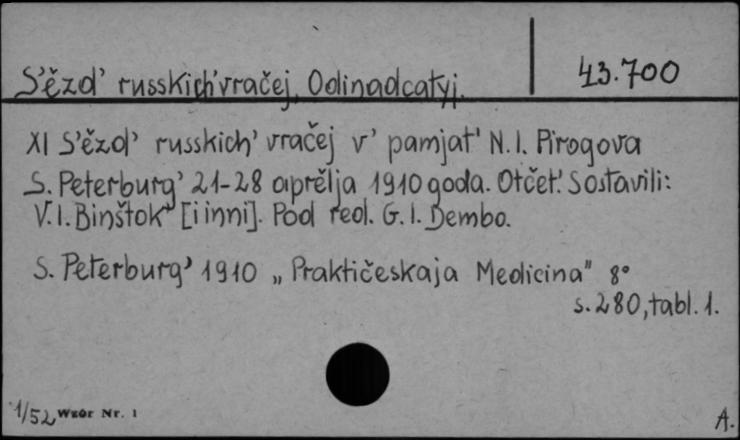 S'ězd' russkich' vračej, Odinadcatyj. 43.700
XI S'ězd' russkich' vračej v' pamjat' N. I. Pirogova
S. Peterburg' 21-28 aprělja 1910 goda. Otčet'. Sostavili:
V. I. Binštok' [i inni]. Pod red. G. I. Dembo.
S. Peterburg' 1910 „Praktičeskaja Medicina" 8°
s. 280, tabl. 1.
1/52 Wzór Nr. 1 A.